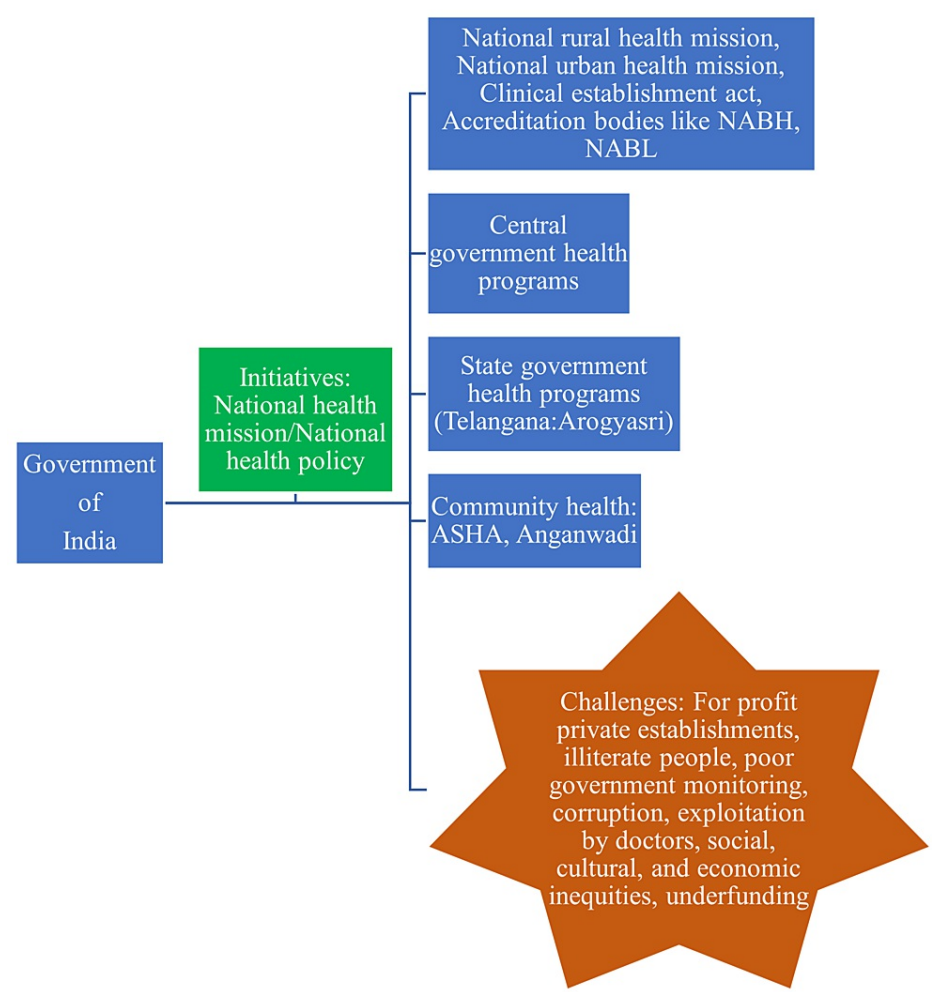 National rural health mission,
National urban health mission,
Clinical establishment act,
Accreditation bodies like NABH,
NABL
Central
government health
programs
State government
health programs
(Telangana:Arogyasri)
Initiatives:
National health
mission/National
health policy
Government
of
India
Community health:
ASHA, Anganwadi
Challenges: For profit
private establishments,
illiterate people, poor
government monitoring,
corruption, exploitation
by doctors, social,
cultural, and economic
inequities, underfunding